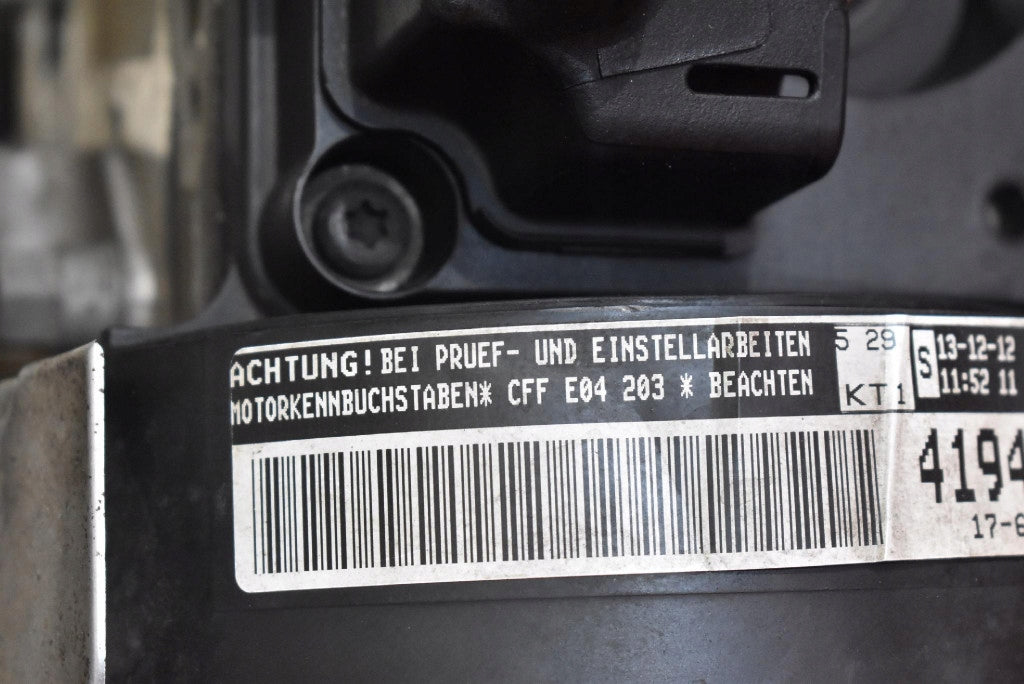 ACHTUNG! BEI PRUEF- UND EINSTELLARBEITEN
MOTORKENNBUCHSTABEN* CFF E04 203 * BEACHTEN
5 29
KT1
S
13-12-12
11:52 11
4194
17-6